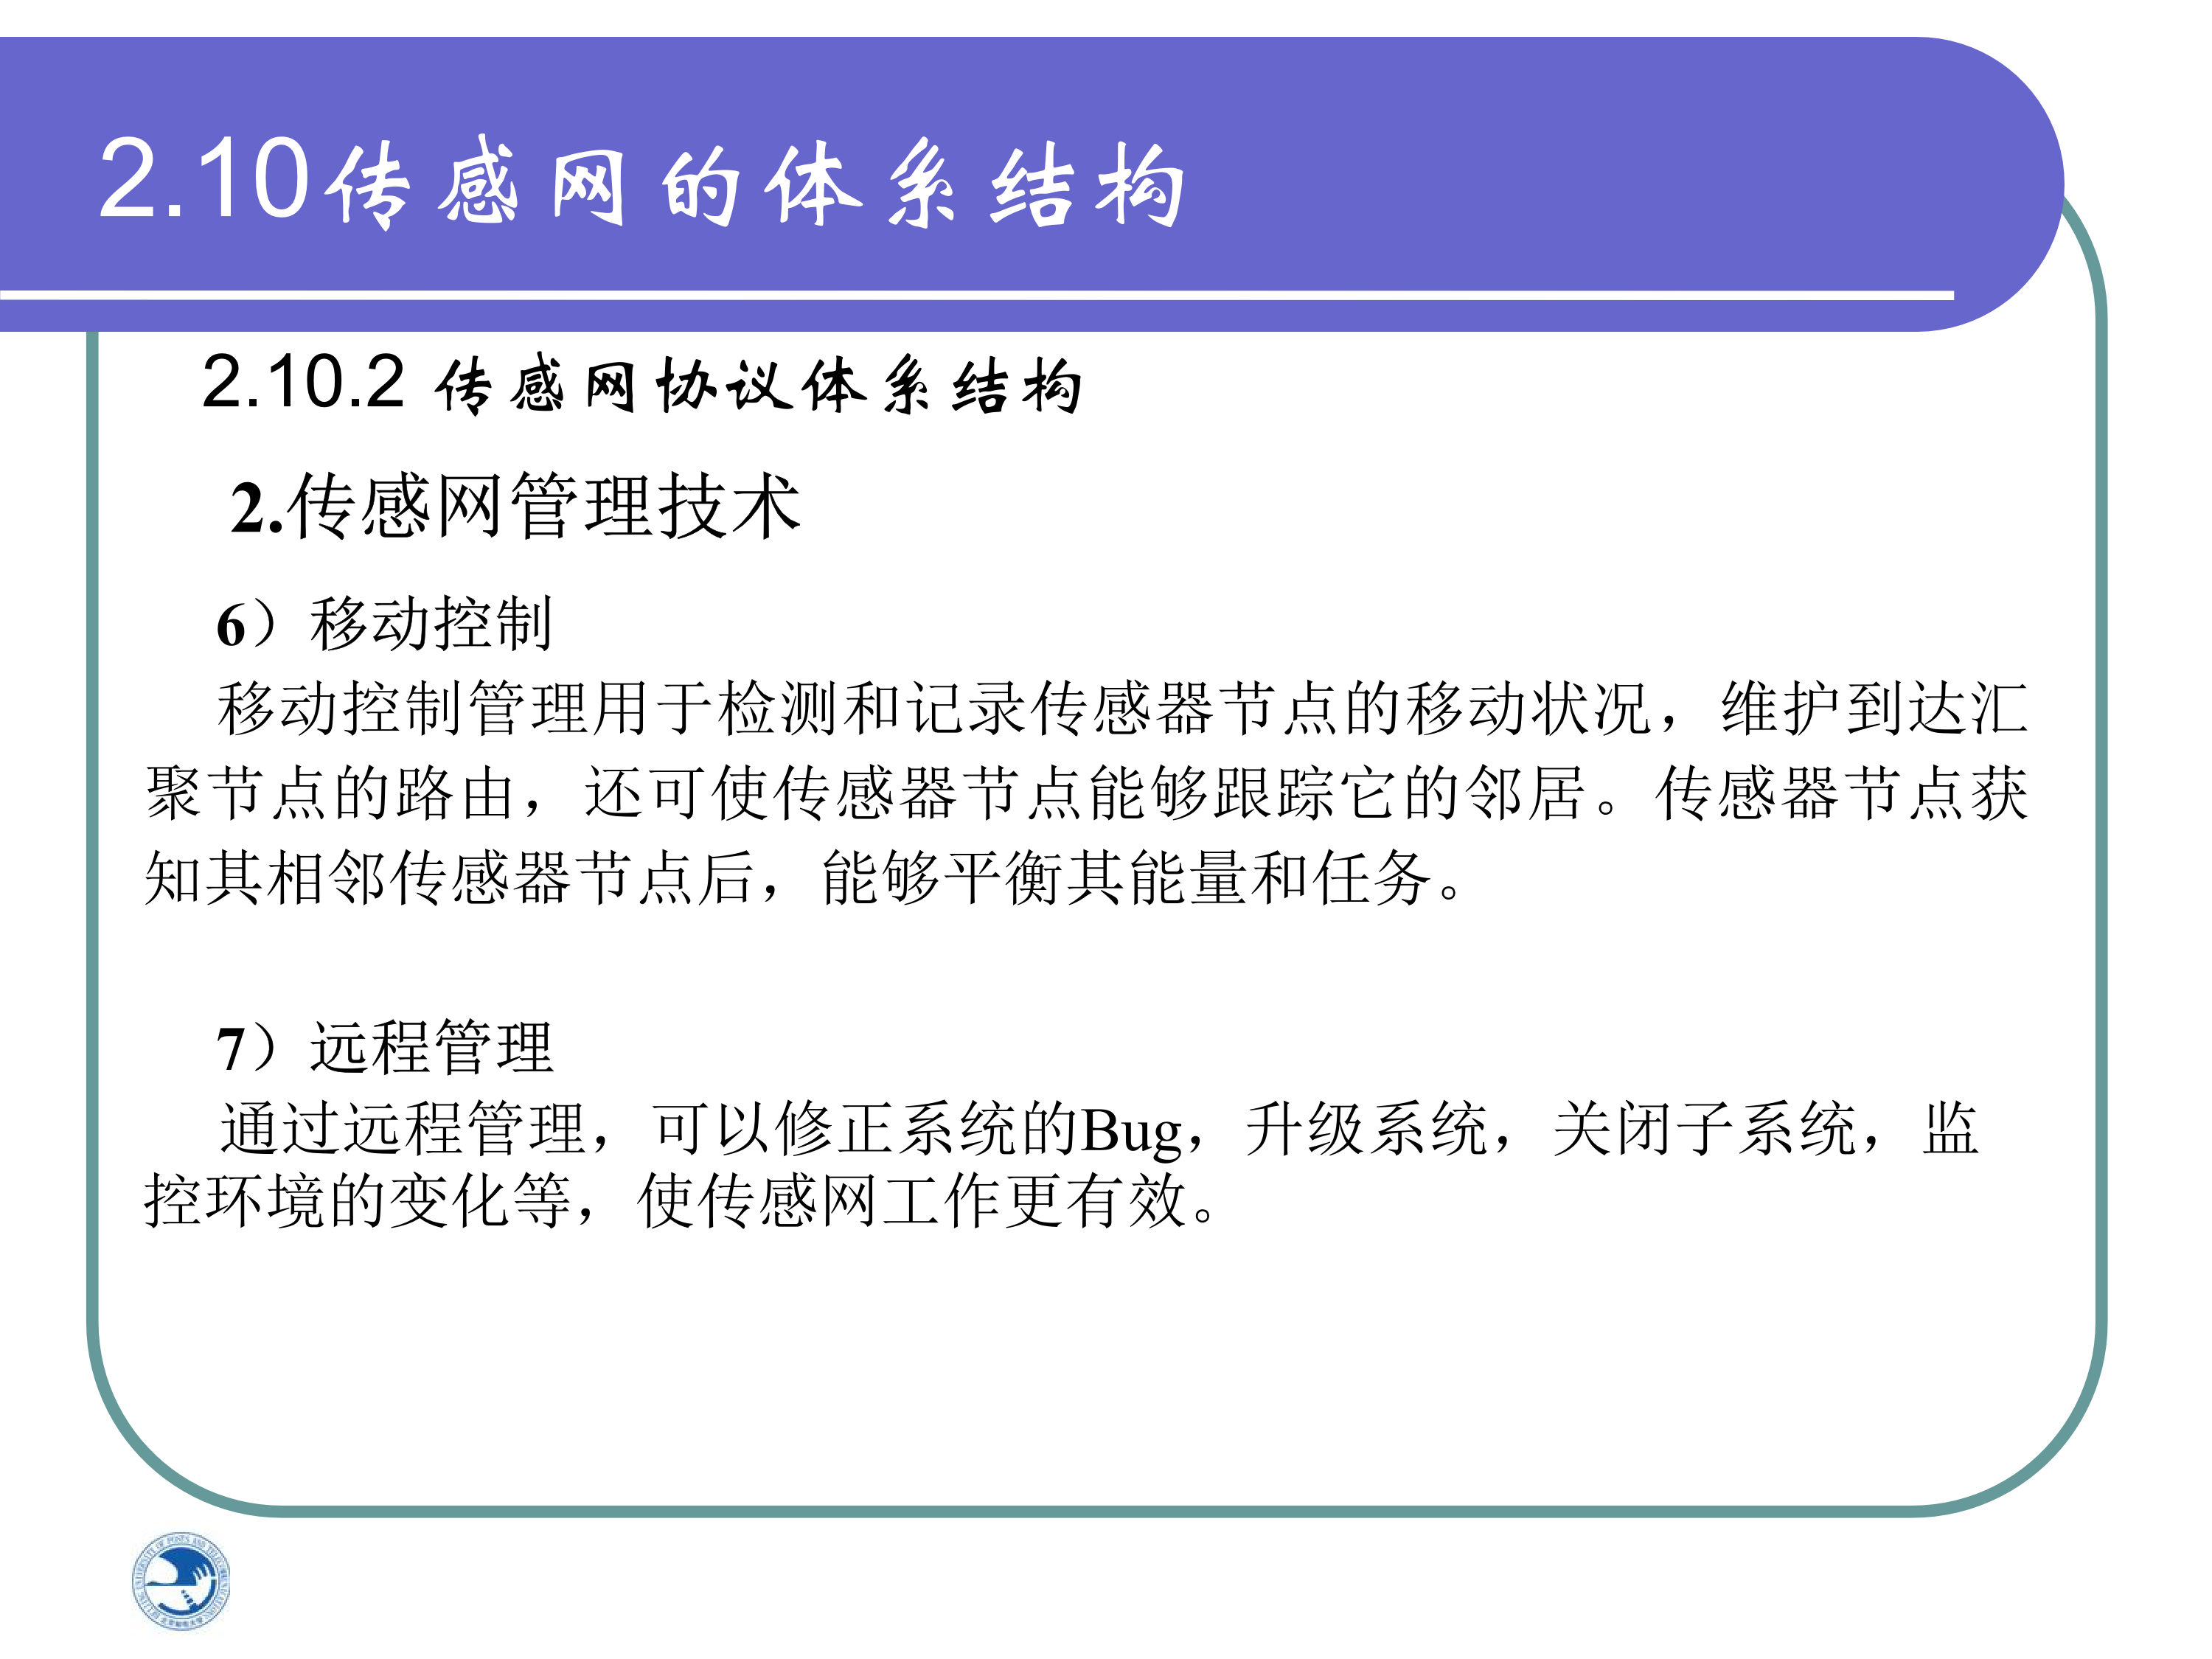 2.10传感网的体系结构
2.10.2 传感网协议体系结构
2.传感网管理技术
6）移动控制
移动控制管理用于检测和记录传感器节点的移动状况，维护到达汇
聚节点的路由，还可使传感器节点能够跟踪它的邻居。传感器节点获
知其相邻传感器节点后，能够平衡其能量和任务。
7）远程管理
通过远程管理，可以修正系统的Bug，升级系统，关闭子系统，监
控环境的变化等，使传感网工作更有效。